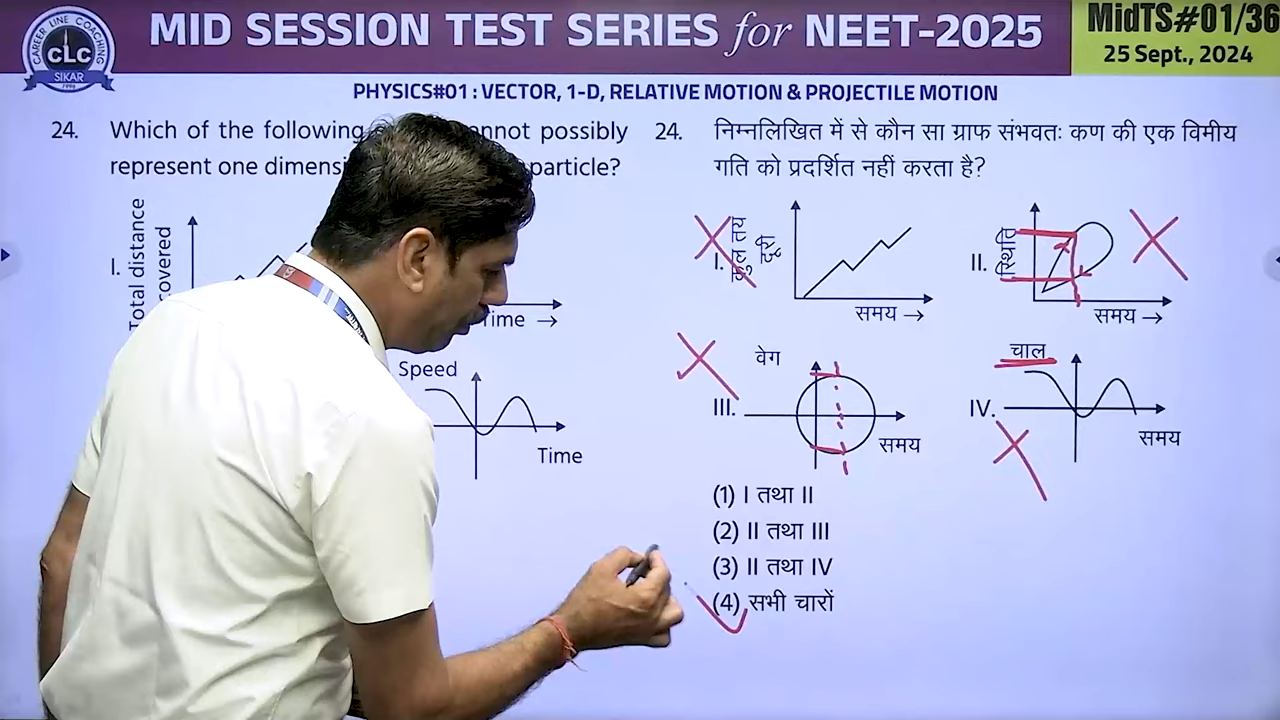 CAREER LINE COACHING
CLC
SIKAR
1996
MID SESSION TEST SERIES for NEET-2025
MidTS#01/36
25 Sept., 2024
PHYSICS#01 : VECTOR, 1-D, RELATIVE MOTION & PROJECTILE MOTION
24. Which of the following
possibly
represent one
particle?
I. Total distance
covered
Time →
Speed
Time
24. निम्नलिखित में से कौन सा ग्राफ संभवतः कण की एक विमीय
गति को प्रदर्शित नहीं करता है?
I. कुल तय
दूरी
समय →
II. स्थिति
समय →
III. वेग
समय
IV. चाल
समय
(1) I तथा II
(2) II तथा III
(3) II तथा IV
(4) सभी चारों